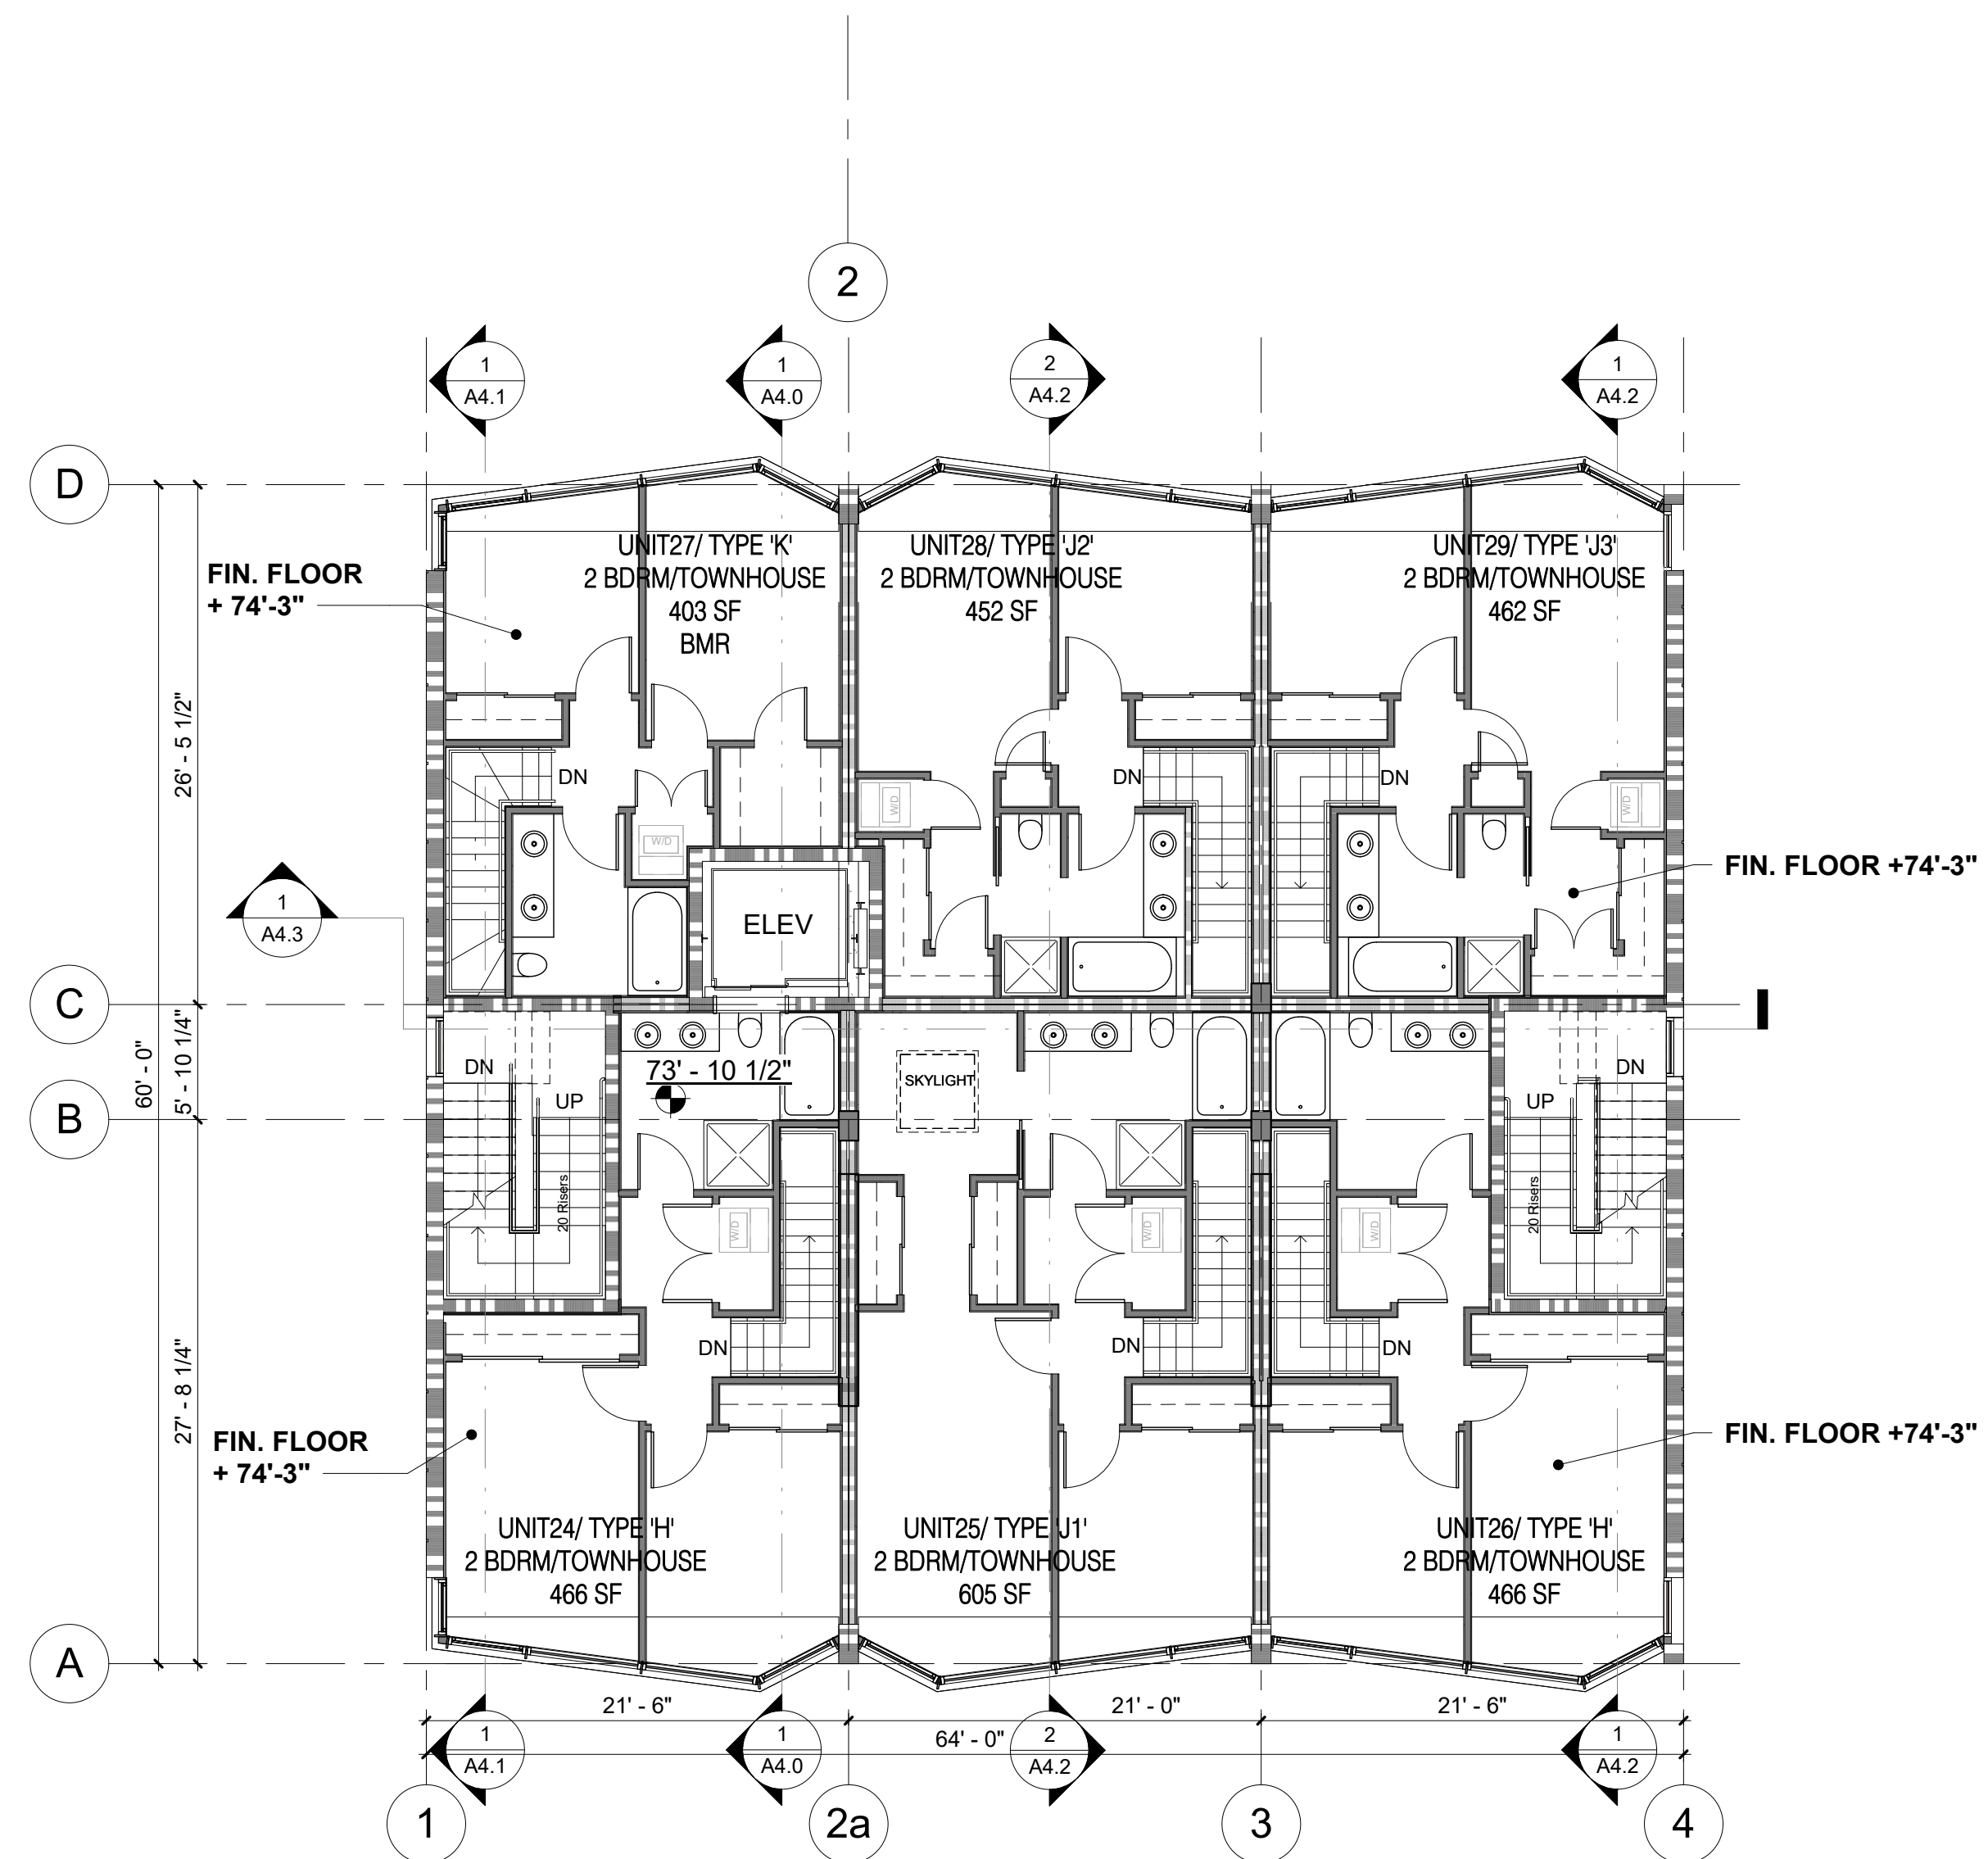 2
1
A4.1
1
A4.0
2
A4.2
1
A4.2
D
UNIT27/ TYPE 'K'
2 BDRM/TOWNHOUSE
403 SF
BMR
UNIT28/ TYPE 'J2'
2 BDRM/TOWNHOUSE
452 SF
UNIT29/ TYPE 'J3'
2 BDRM/TOWNHOUSE
462 SF
FIN. FLOOR
+ 74'-3"
26' - 5 1/2"
DN
DN
DN
W/D
W/D
W/D
FIN. FLOOR +74'-3"
1
A4.3
ELEV
C
60' - 0"
5' - 10 1/4"
DN
73' - 10 1/2"
SKYLIGHT
DN
UP
UP
B
20 Risers
20 Risers
W/D
W/D
W/D
DN
DN
DN
27' - 8 1/4"
FIN. FLOOR
+ 74'-3"
FIN. FLOOR +74'-3"
UNIT24/ TYPE 'H'
2 BDRM/TOWNHOUSE
466 SF
UNIT25/ TYPE 'J1'
2 BDRM/TOWNHOUSE
605 SF
UNIT26/ TYPE 'H'
2 BDRM/TOWNHOUSE
466 SF
A
21' - 6"
21' - 0"
21' - 6"
64' - 0"
1
A4.1
1
A4.0
2
A4.2
1
A4.2
1
2a
3
4